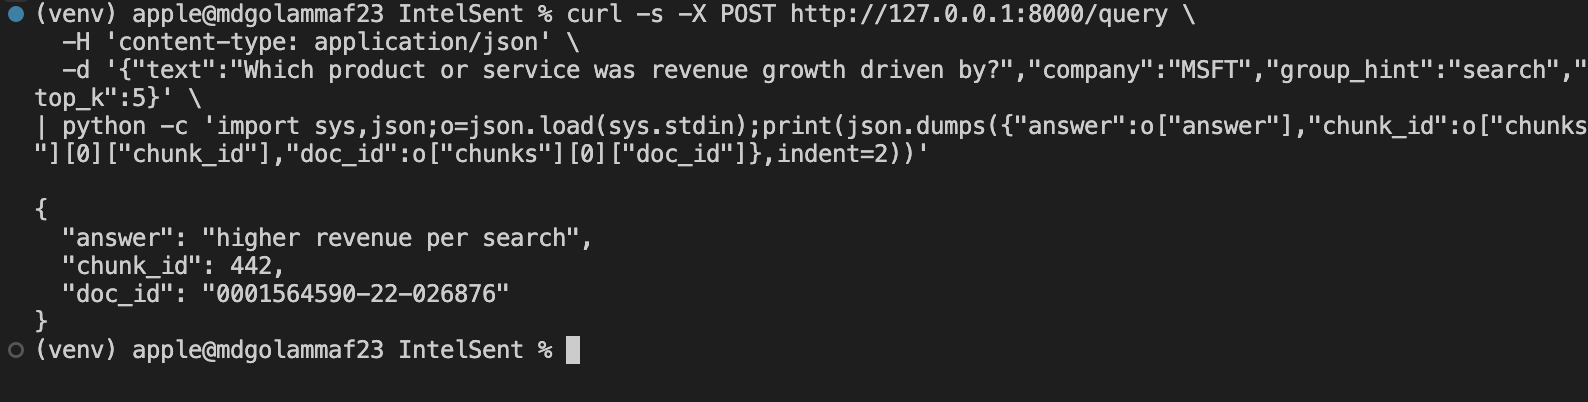 (venv) apple@mdgolammaf23 IntelSent % curl -s -X POST http://127.0.0.1:8000/query \
  -H 'content-type: application/json' \
  -d '{"text":"Which product or service was revenue growth driven by?","company":"MSFT","group_hint":"search","
top_k":5}' \
| python -c 'import sys,json;o=json.load(sys.stdin);print(json.dumps({"answer":o["answer"],"chunk_id":o["chunks
"][0]["chunk_id"],"doc_id":o["chunks"][0]["doc_id"]},indent=2))'
{
  "answer": "higher revenue per search",
  "chunk_id": 442,
  "doc_id": "0001564590-22-026876"
}
(venv) apple@mdgolammaf23 IntelSent %